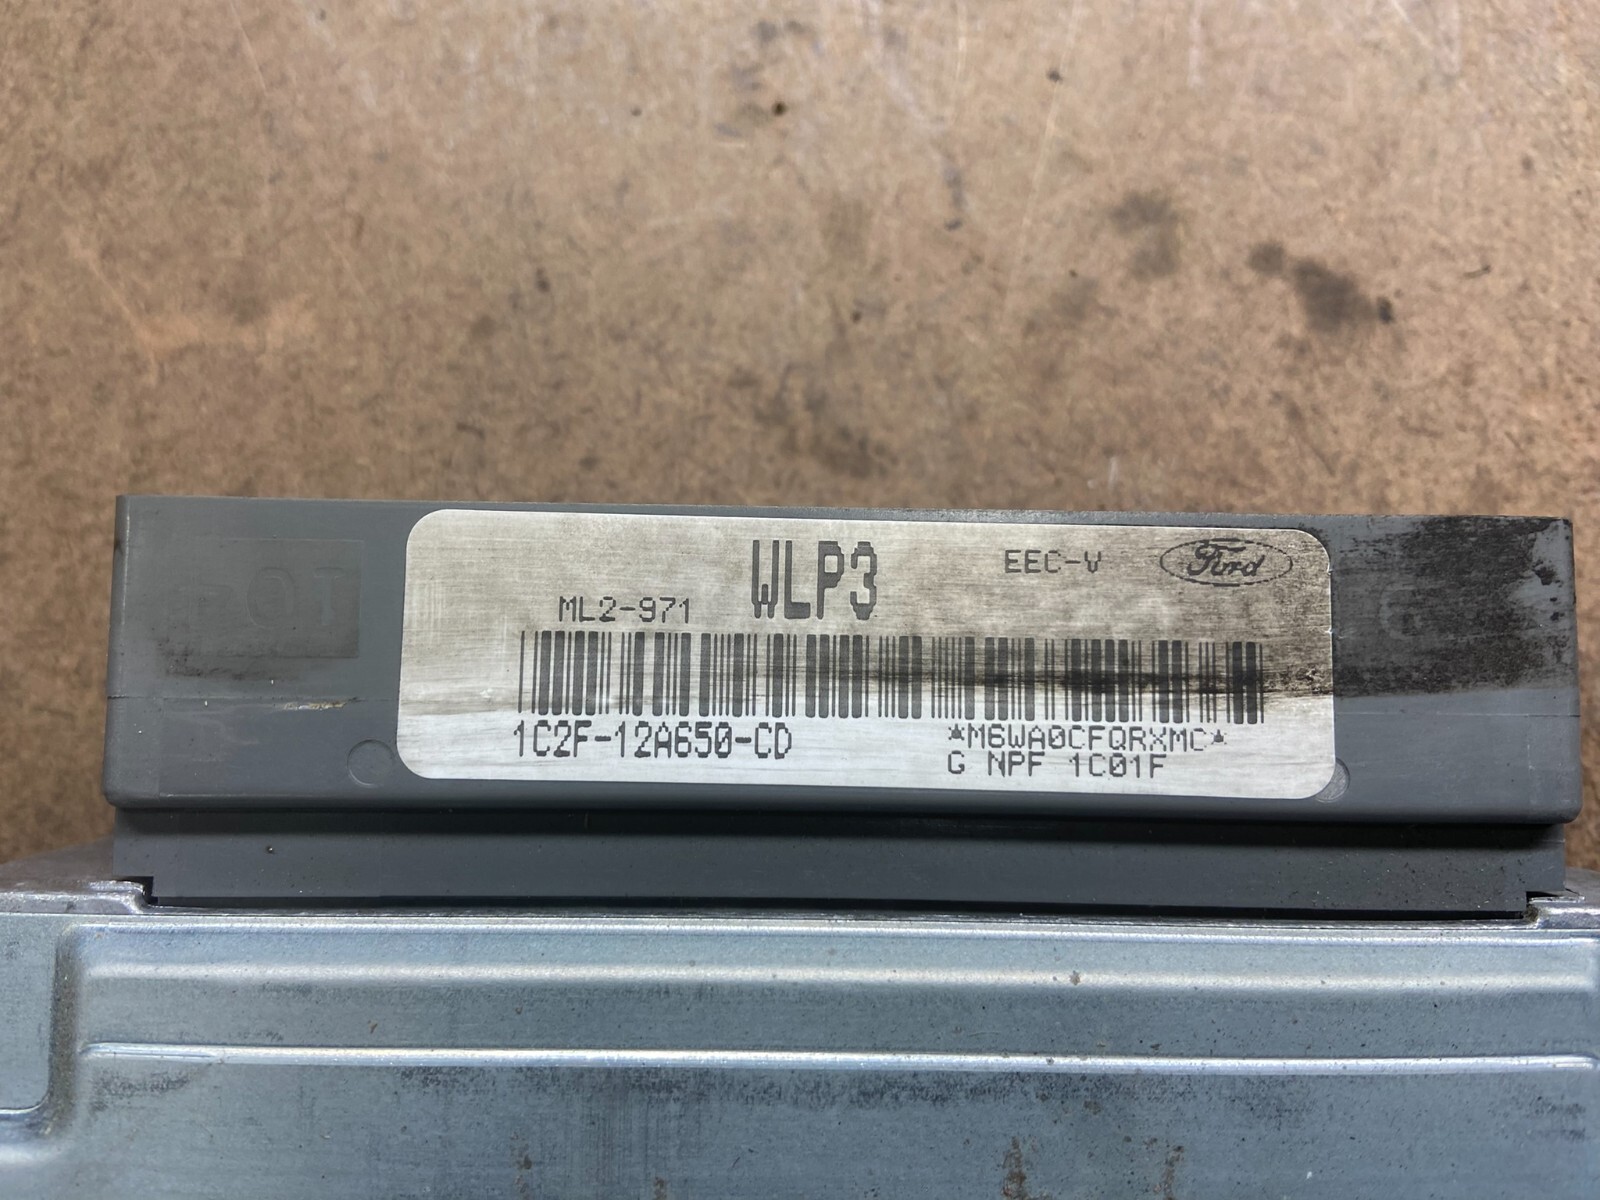 WLP3
EEC-V
Ford
ML2-971
1C2F-12A650-CD
*M6WA0CFQRXMC*
G NPF 1C01F